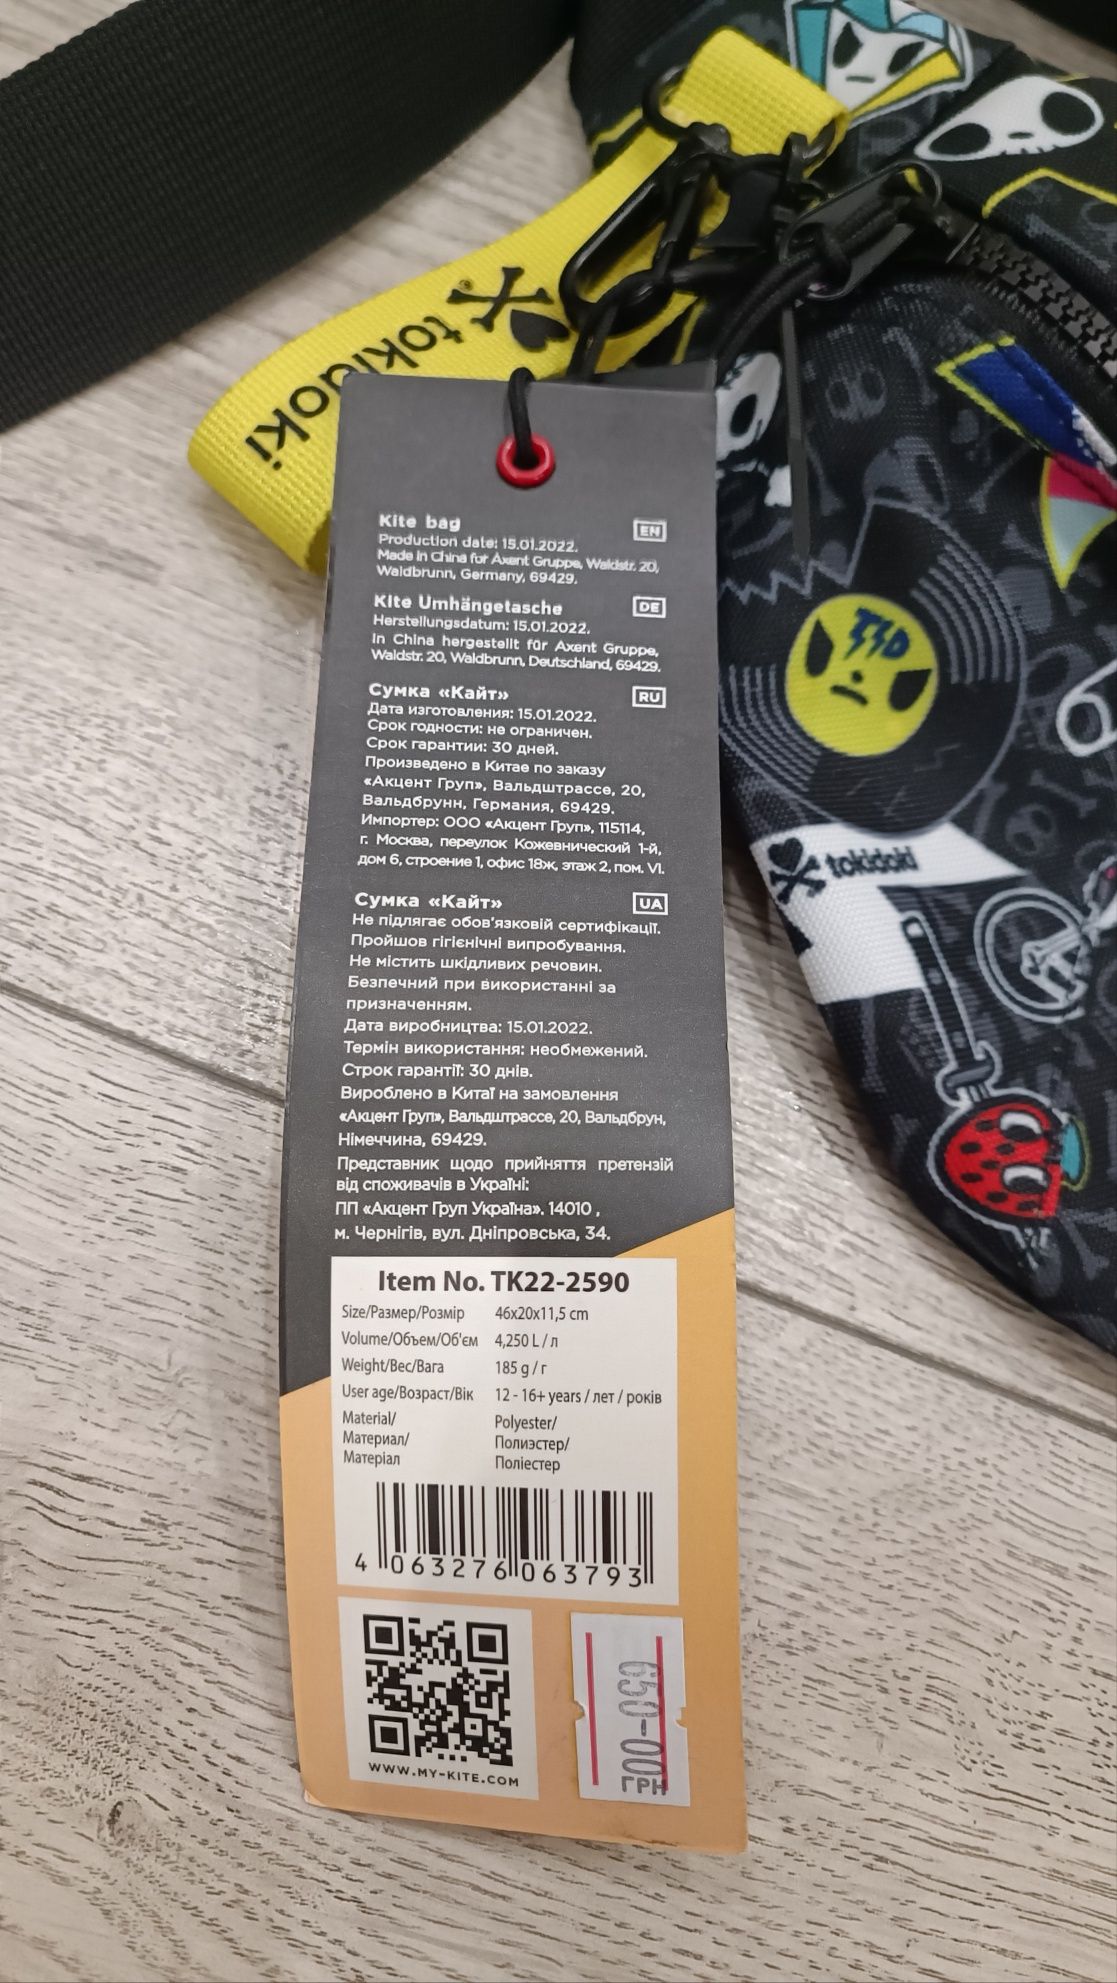 tokidoki
Kite bag
EN
Production date: 15.01.2022.
Made in China for Axent Gruppe, Waldstr. 20,
Waldbrunn, Germany, 69429.
Kite Umhängetasche
DE
Herstellungsdatum: 15.01.2022.
In China hergestellt für Axent Gruppe,
Waldstr. 20, Waldbrunn, Deutschland, 69429.
Сумка «Кайт»
RU
Дата изготовления: 15.01.2022.
Срок годности: не ограничен.
Срок гарантии: 30 дней.
Произведено в Китае по заказу
«Акцент Груп», Вальдштрассе, 20,
Вальдбрунн, Германия, 69429.
Импортер: ООО «Акцент Груп», 115114,
г. Москва, переулок Кожевнический 1-й,
дом 6, строение 1, офис 18ж, этаж 2, пом. VI.
Сумка «Кайт»
UA
Не підлягає обов'язковій сертифікації.
Пройшов гігієнічні випробування.
Не містить шкідливих речовин.
Безпечний при використанні за
призначенням.
Дата виробництва: 15.01.2022.
Термін використання: необмежений.
Строк гарантії: 30 днів.
Вироблено в Китаї на замовлення
«Акцент Груп», Вальдштрассе, 20, Вальдбрун,
Німеччина, 69429.
Представник щодо прийняття претензій
від споживачів в Україні:
ПП «Акцент Груп Україна». 14010 ,
м. Чернігів, вул. Дніпровська, 34.
Item No. TK22-2590
Size/Размер/Розмір 46x20x11,5 cm
Volume/Объем/Об'єм 4,250 L / л
Weight/Вес/Вага 185 g / г
User age/Возраст/Вік 12 - 16+ years / лет / років
Material/ Polyester/
Материал/ Полиэстер/
Матеріал Поліестер
4 063276 063793
WWW.MY-KITE.COM
650-00
ГРН
TKD
tokidoki